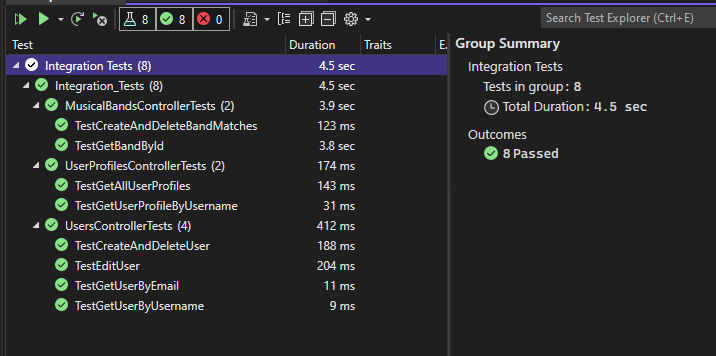 8 8 0 Search Test Explorer (Ctrl+E)
Test Duration Traits E.
Integration Tests (8) 4.5 sec
Integration_Tests (8) 4.5 sec
MusicalBandsControllerTests (2) 3.9 sec
TestCreateAndDeleteBandMatches 123 ms
TestGetBandById 3.8 sec
UserProfilesControllerTests (2) 174 ms
TestGetAllUserProfiles 143 ms
TestGetUserProfileByUsername 31 ms
UsersControllerTests (4) 412 ms
TestCreateAndDeleteUser 188 ms
TestEditUser 204 ms
TestGetUserByEmail 11 ms
TestGetUserByUsername 9 ms
Group Summary
Integration Tests
Tests in group: 8
Total Duration: 4.5 sec
Outcomes
8 Passed